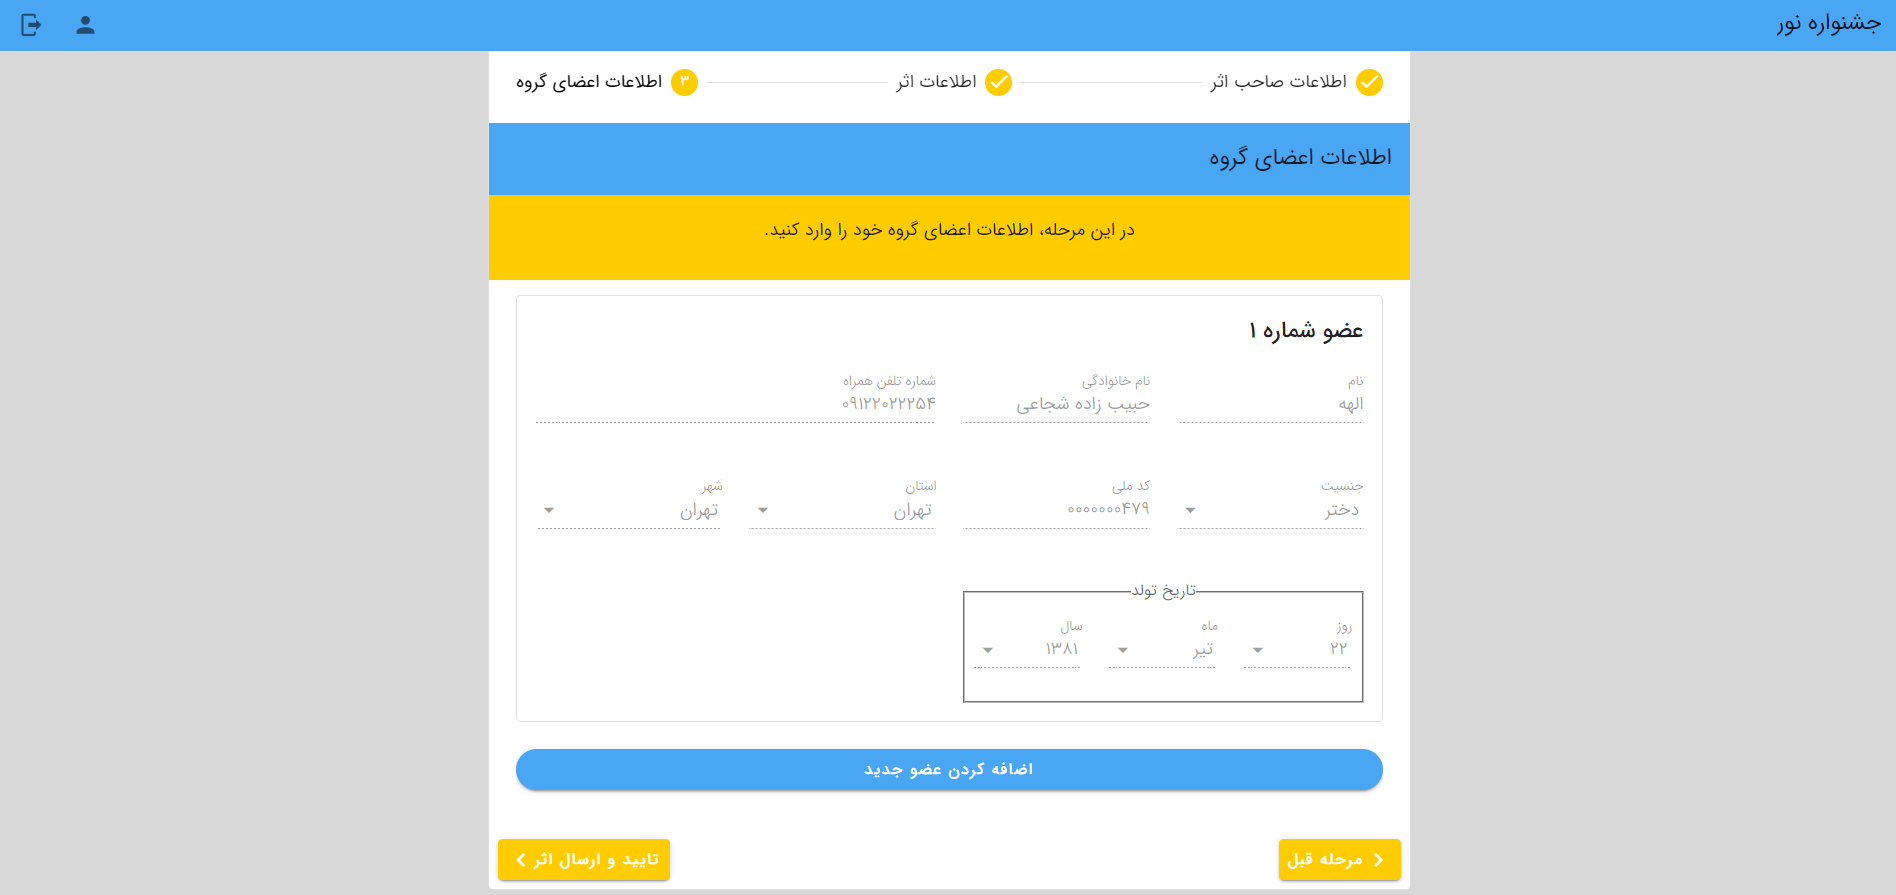 جشنواره نور
اطلاعات صاحب اثر
اطلاعات اثر
۳ اطلاعات اعضای گروه
اطلاعات اعضای گروه
در این مرحله، اطلاعات اعضای گروه خود را وارد کنید.
عضو شماره ۱
نام
الهه
نام خانوادگی
حبیب زاده شجاعی
شماره تلفن همراه
۰۹۱۲۲۰۲۲۲۵۴
جنسیت
دختر
کد ملی
۰۰۰۰۰۰۰۴۷۹
استان
تهران
شهر
تهران
تاریخ تولد
روز
۲۲
ماه
تیر
سال
۱۳۸۱
اضافه کردن عضو جدید
مرحله قبل
تایید و ارسال اثر